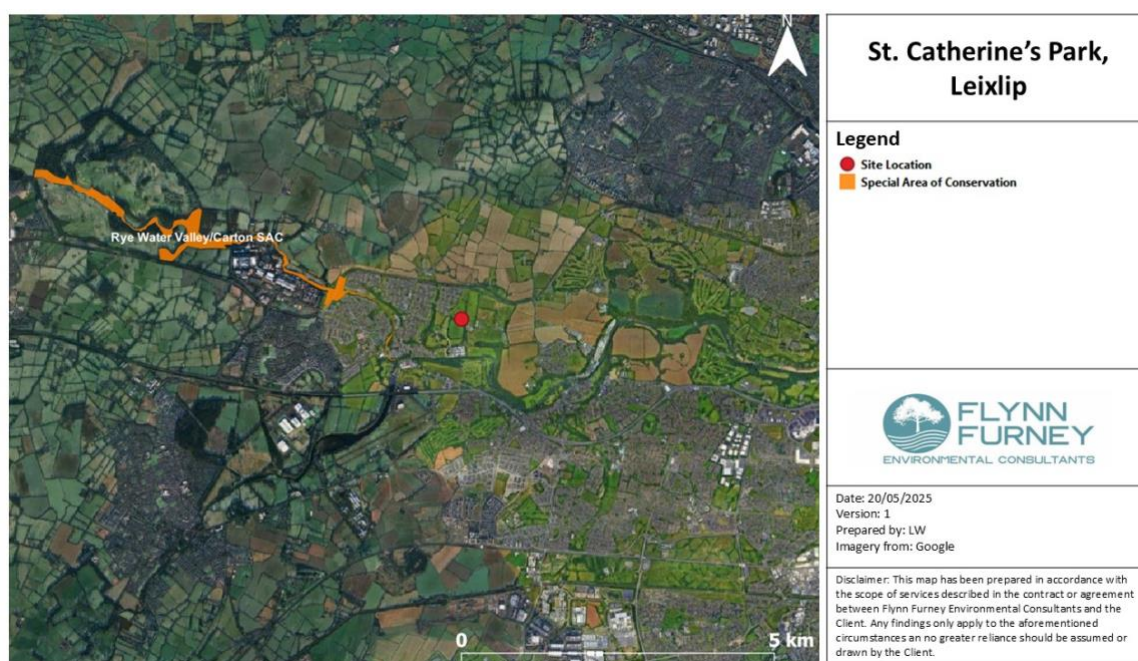 N
St. Catherine's Park,
Leixlip
Legend
Site Location
Special Area of Conservation
Rye Water Valley/Carton SAC
0
5 km
FLYNN
FURNEY
ENVIRONMENTAL CONSULTANTS
Date: 20/05/2025
Version: 1
Prepared by: LW
Imagery from: Google
Disclaimer: This map has been prepared in accordance with
the scope of services described in the contract or agreement
between Flynn Furney Environmental Consultants and the
Client. Any findings only apply to the aforementioned
circumstances an no greater reliance should be assumed or
drawn by the Client.